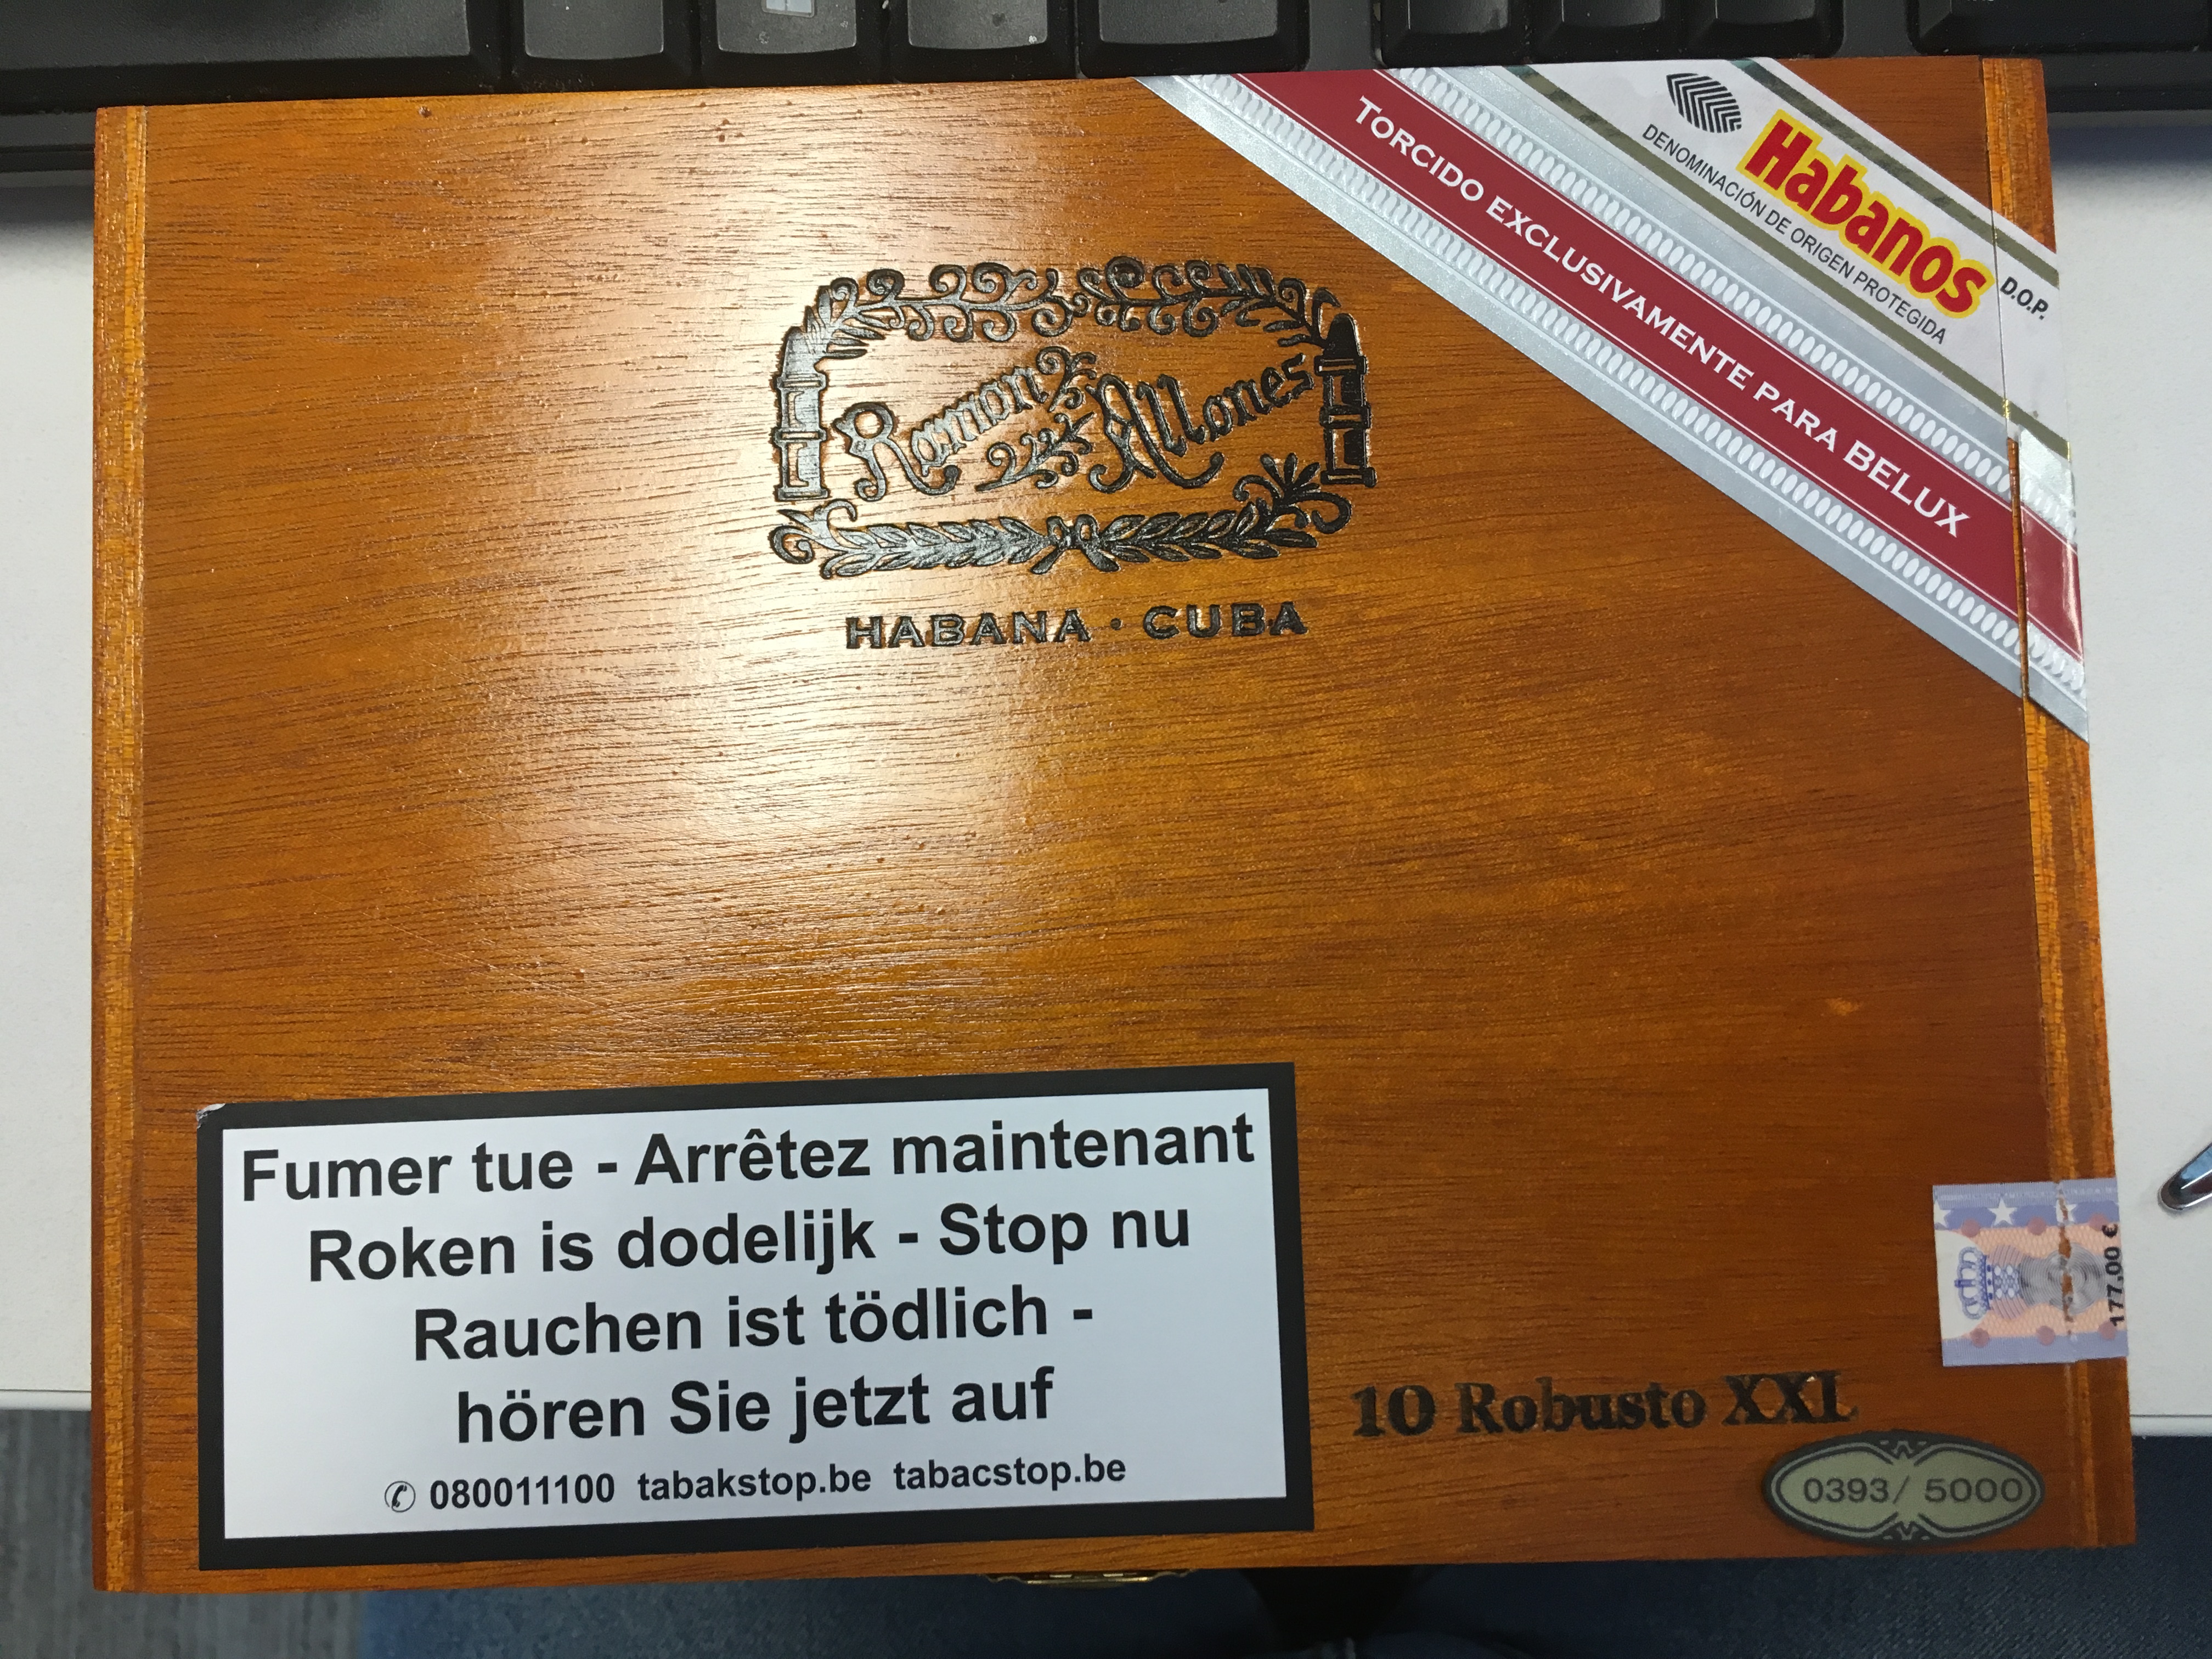 Habanos
D.O.P.
DENOMINACIÓN DE ORIGEN PROTEGIDA
TORCIDO EXCLUSIVAMENTE PARA BELUX
Ramon Allones
HABANA · CUBA
Fumer tue - Arrêtez maintenant
Roken is dodelijk - Stop nu
Rauchen ist tödlich -
hören Sie jetzt auf
✆ 080011100 tabakstop.be tabacstop.be
177,00 €
10 Robusto XXL
0393/ 5000